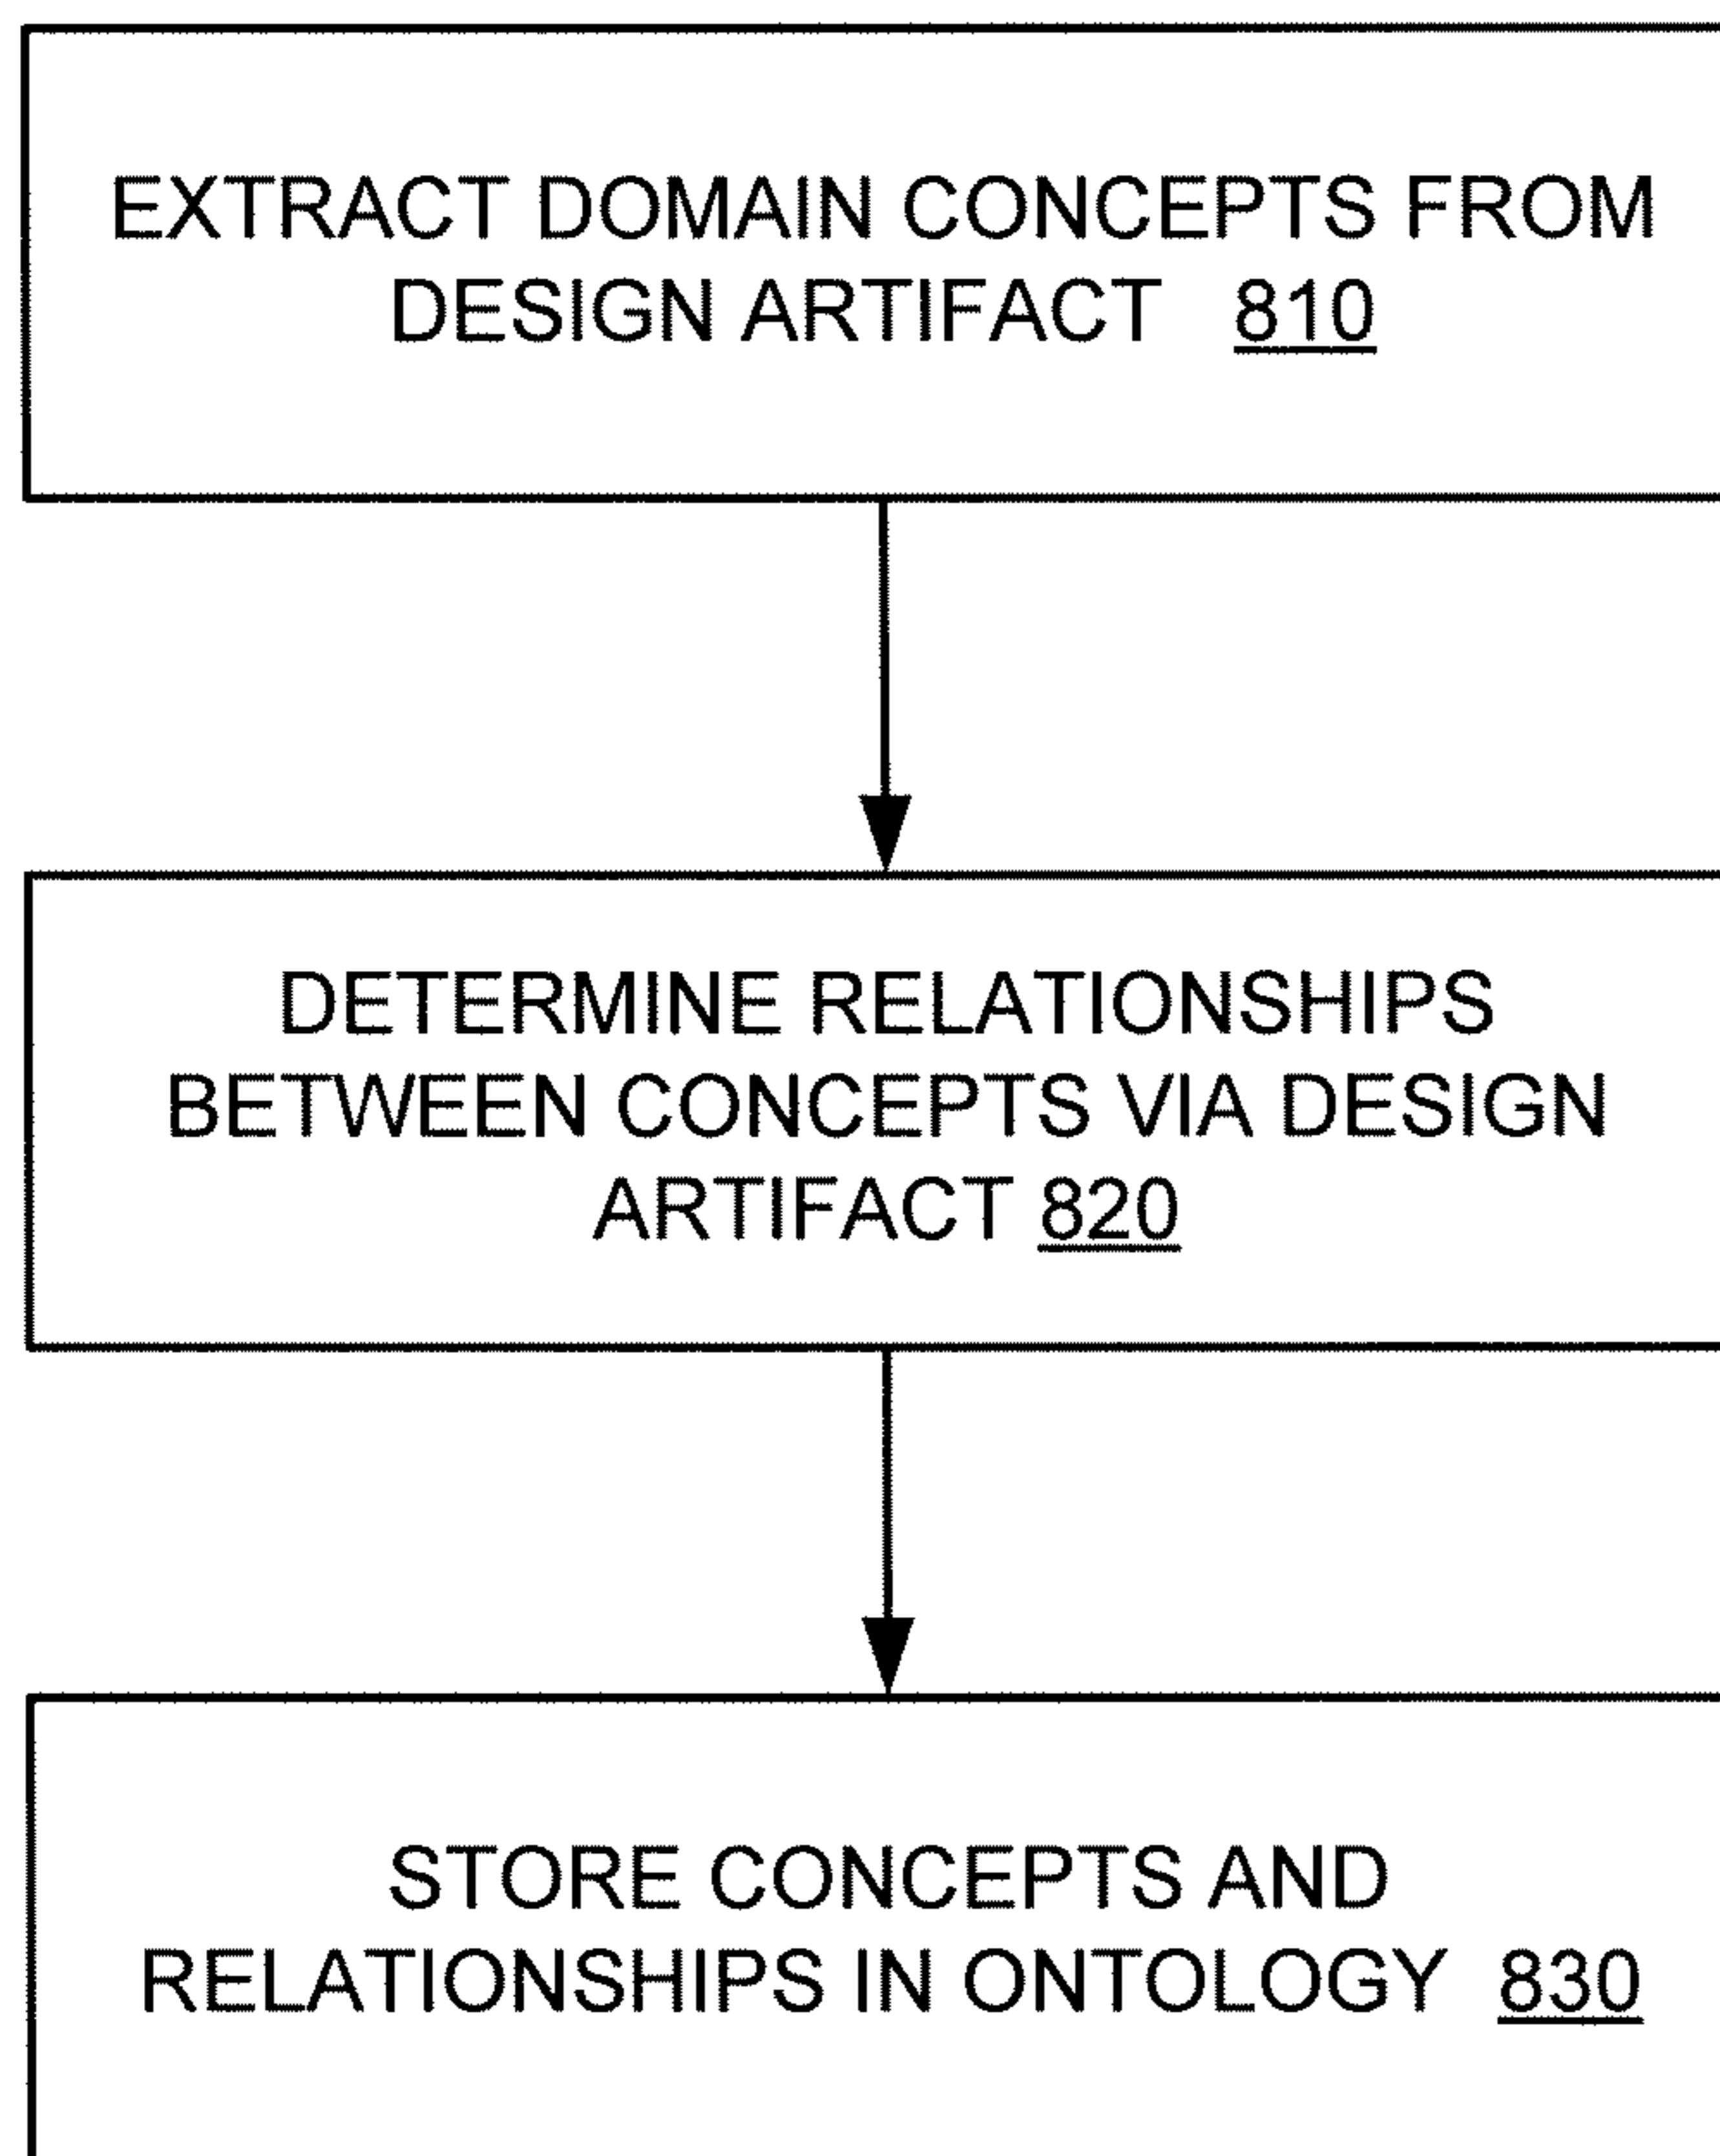 EXTRACT DOMAIN CONCEPTS FROM
DESIGN ARTIFACT 810
DETERMINE RELATIONSHIPS
BETWEEN CONCEPTS VIA DESIGN
ARTIFACT 820
STORE CONCEPTS AND
RELATIONSHIPS IN ONTOLOGY 830